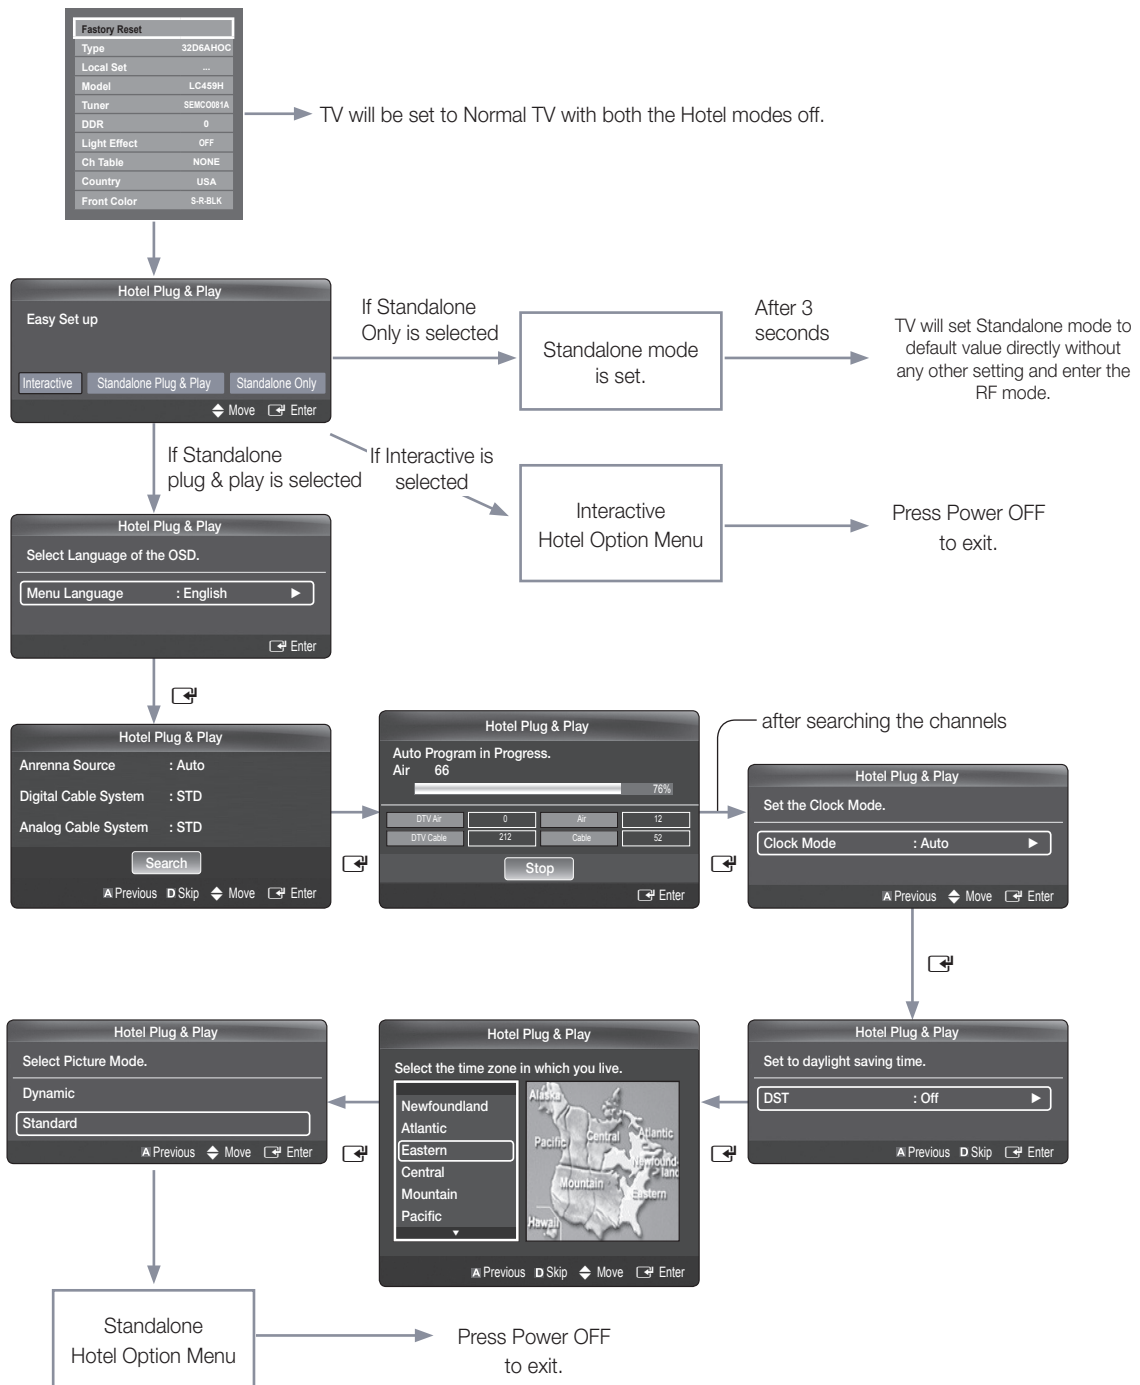 Fastory Reset
Type 32D6AHOC
Local Set ...
Model LC459H
Tuner SEMCO081A
DDR 0
Light Effect OFF
Ch Table NONE
Country USA
Front Color S-R-BLK
TV will be set to Normal TV with both the Hotel modes off.
Hotel Plug & Play
Easy Set up
Interactive Standalone Plug & Play Standalone Only
Move Enter
If Standalone
Only is selected
Standalone mode
is set.
After 3
seconds
TV will set Standalone mode to
default value directly without
any other setting and enter the
RF mode.
If Standalone
plug & play is selected
If Interactive is
selected
Interactive
Hotel Option Menu
Press Power OFF
to exit.
Hotel Plug & Play
Select Language of the OSD.
Menu Language : English ►
Enter
Hotel Plug & Play
Anrenna Source : Auto
Digital Cable System : STD
Analog Cable System : STD
Search
A Previous D Skip Move Enter
Hotel Plug & Play
Auto Program in Progress.
Air 66
76%
DTV Air 0 Air 12
DTV Cable 212 Cable 52
Stop
Enter
after searching the channels
Hotel Plug & Play
Set the Clock Mode.
Clock Mode : Auto ►
A Previous Move Enter
Hotel Plug & Play
Set to daylight saving time.
DST : Off ►
A Previous D Skip Enter
Hotel Plug & Play
Select the time zone in which you live.
Newfoundland
Atlantic
Eastern
Central
Mountain
Pacific
▼
Alaska
Pacific Central Atlantic
Newfound-
land
Mountain Eastern
Hawaii
A Previous D Skip Move Enter
Hotel Plug & Play
Select Picture Mode.
Dynamic
Standard
A Previous Move Enter
Standalone
Hotel Option Menu
Press Power OFF
to exit.